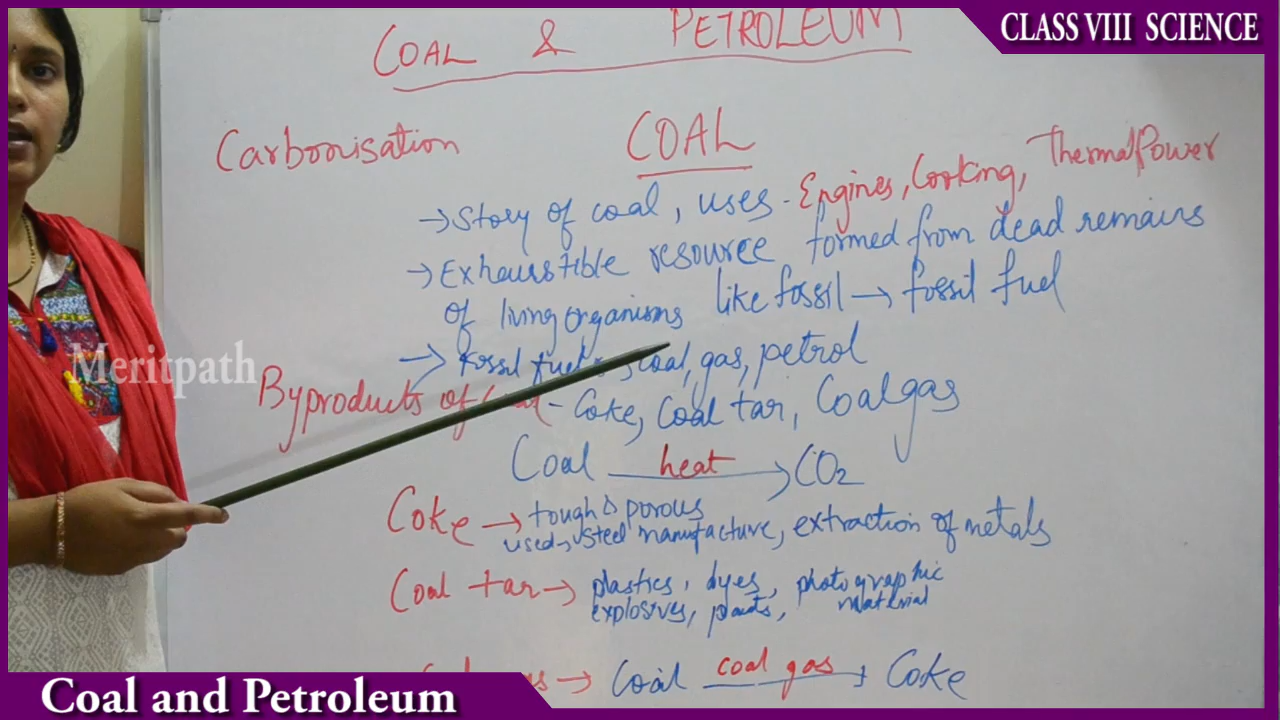 CLASS VIII SCIENCE
COAL & PETROLEUM
Carbonisation
COAL
→ Story of coal, uses - Engines, Cooking, Thermal Power
→ Exhaustible resource formed from dead remains
of living organisms like fossil → fossil fuel
→ Fossil fuels coal, gas, petrol
Meritpath
Byproducts of Coal - Coke, Coal tar, Coal gas
Coal heat → CO2
Coke → tough & porous
used → steel manufacture, extraction of metals
Coal tar → plastics, dyes, photographic material
explosives, paints,
→ Coal coal gas → Coke
Coal and Petroleum